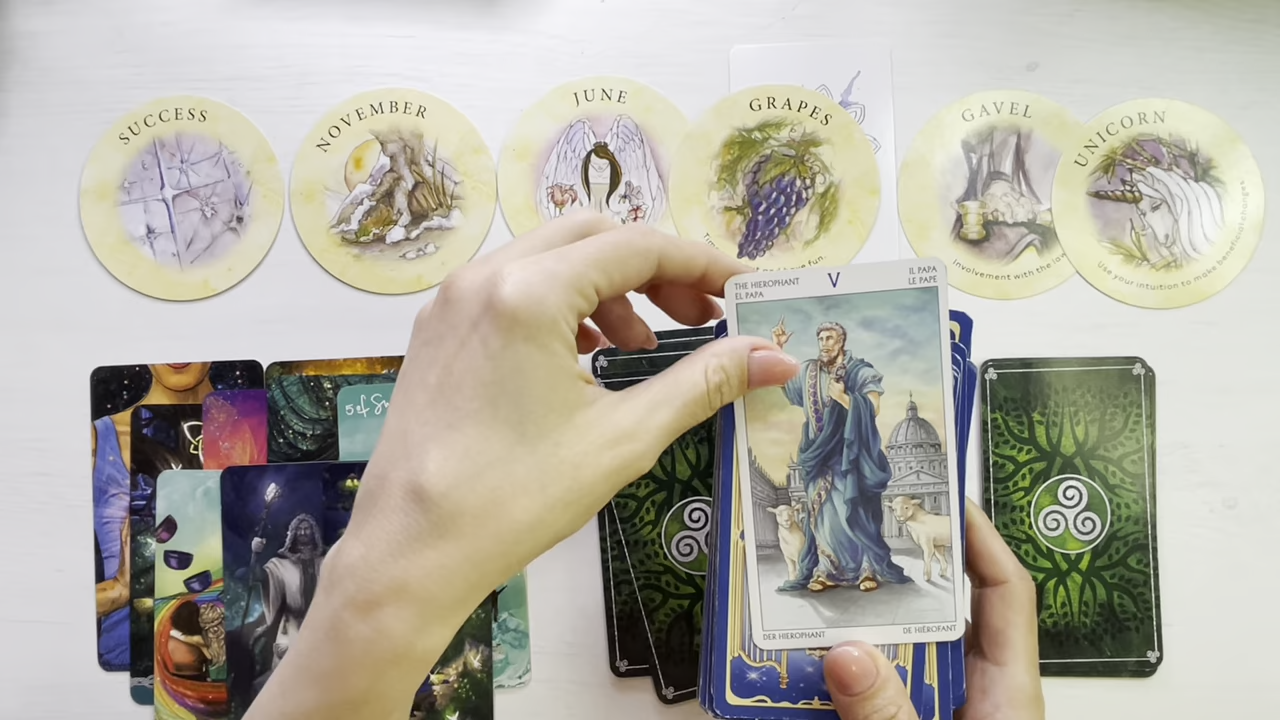 SUCCESS
NOVEMBER
JUNE
GRAPES
GAVEL
Involvement with the law
UNICORN
Use your intuition to make beneficial changes.
THE HIEROPHANT
EL PAPA
V
IL PAPA
LE PAPE
DER HIEROPHANT
DE HIËROFANT
5 of